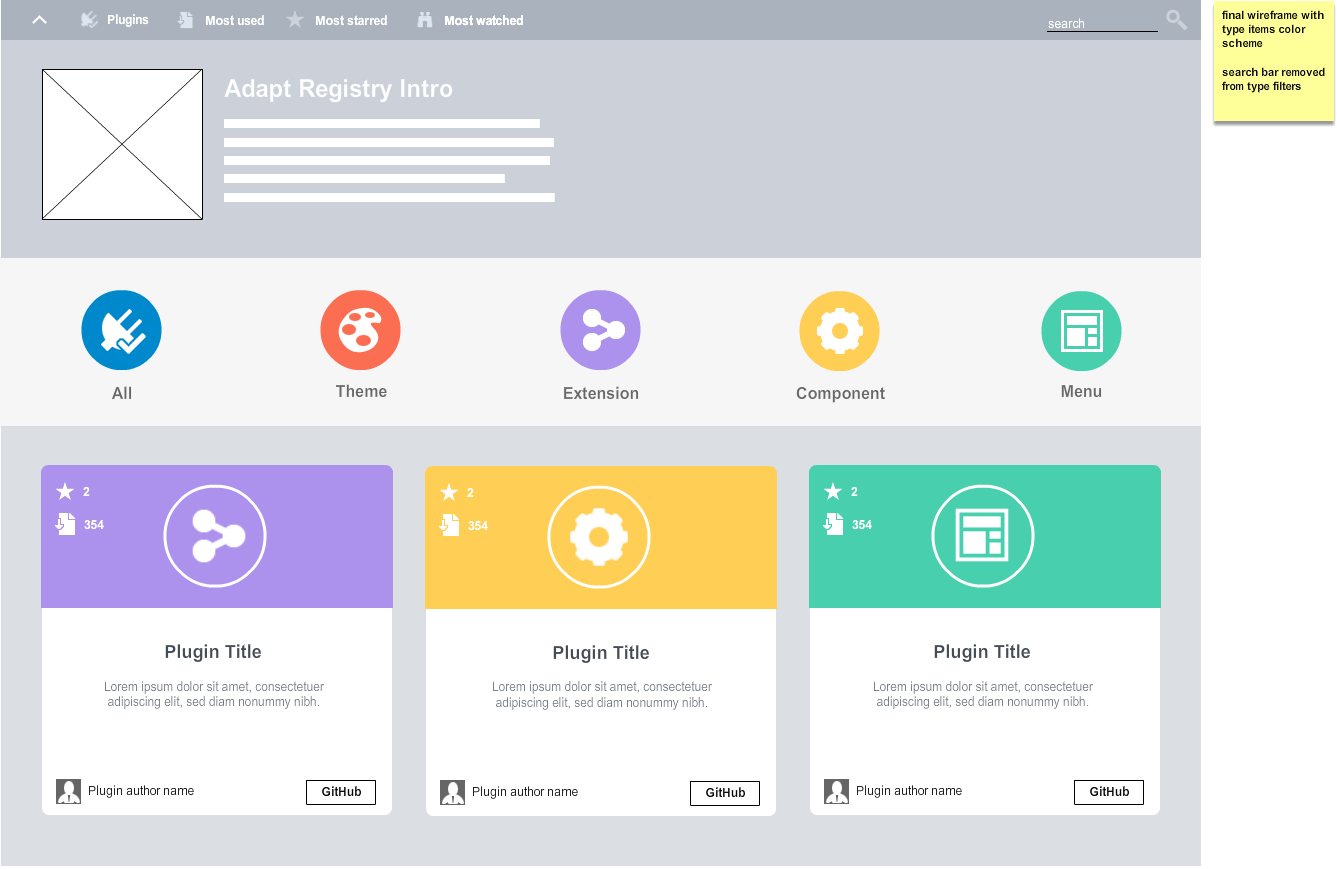 Plugins
Most used
Most starred
Most watched
search
final wireframe with
type items color
scheme
search bar removed
from type filters
Adapt Registry Intro
All
Theme
Extension
Component
Menu
2
354
Plugin Title
Lorem ipsum dolor sit amet, consectetuer
adipiscing elit, sed diam nonummy nibh.
Plugin author name
GitHub
2
354
Plugin Title
Lorem ipsum dolor sit amet, consectetuer
adipiscing elit, sed diam nonummy nibh.
Plugin author name
GitHub
2
354
Plugin Title
Lorem ipsum dolor sit amet, consectetuer
adipiscing elit, sed diam nonummy nibh.
Plugin author name
GitHub